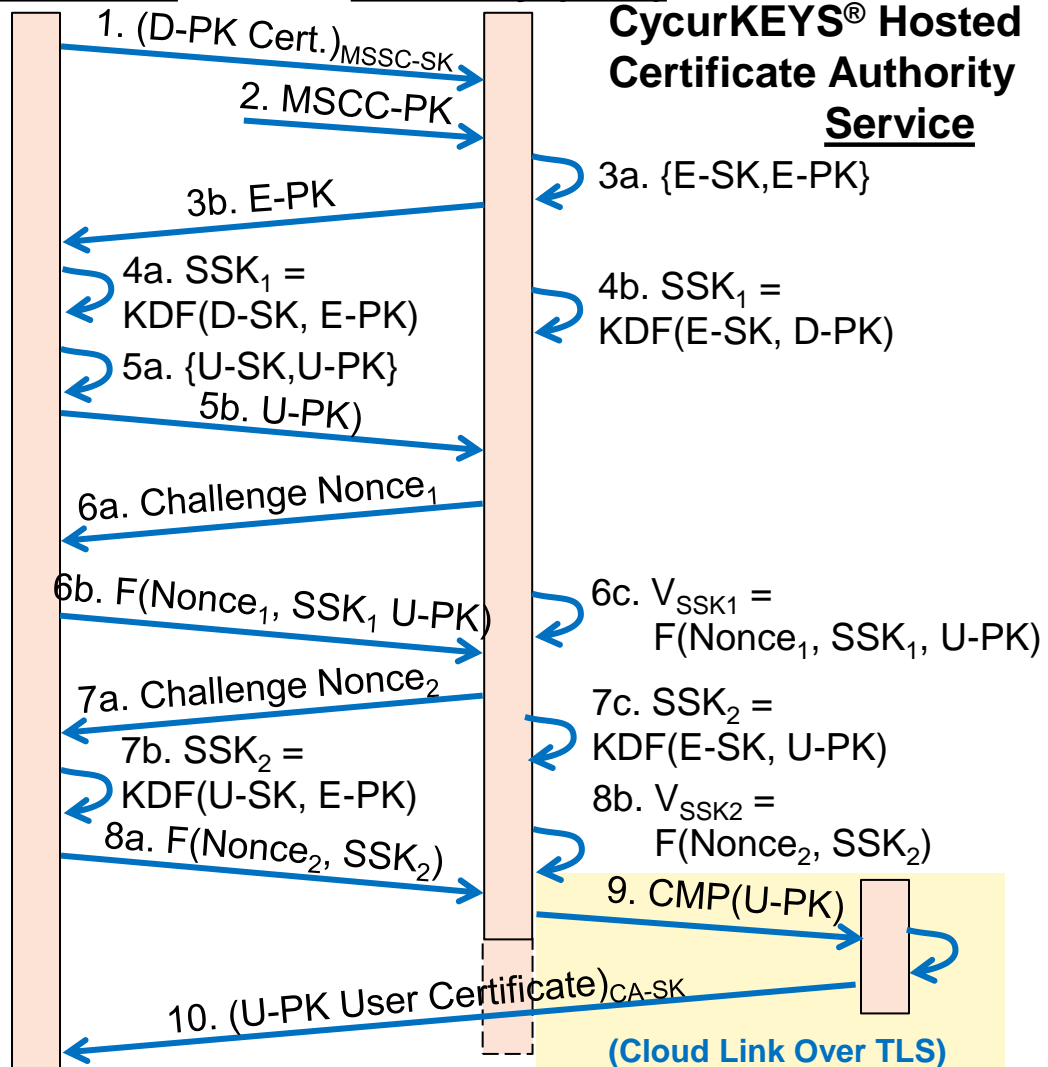 CycurKEYS® Hosted
Certificate Authority
Service
1. (D-PK Cert.)MSSC-SK
2. MSCC-PK
3a. {E-SK,E-PK}
3b. E-PK
4a. SSK1 =
KDF(D-SK, E-PK)
4b. SSK1 =
KDF(E-SK, D-PK)
5a. {U-SK,U-PK}
5b. U-PK)
6a. Challenge Nonce1
6b. F(Nonce1, SSK1 U-PK)
6c. VSSK1 =
F(Nonce1, SSK1, U-PK)
7a. Challenge Nonce2
7c. SSK2 =
KDF(E-SK, U-PK)
7b. SSK2 =
KDF(U-SK, E-PK)
8b. VSSK2 =
F(Nonce2, SSK2)
8a. F(Nonce2, SSK2)
9. CMP(U-PK)
10. (U-PK User Certificate)CA-SK
(Cloud Link Over TLS)